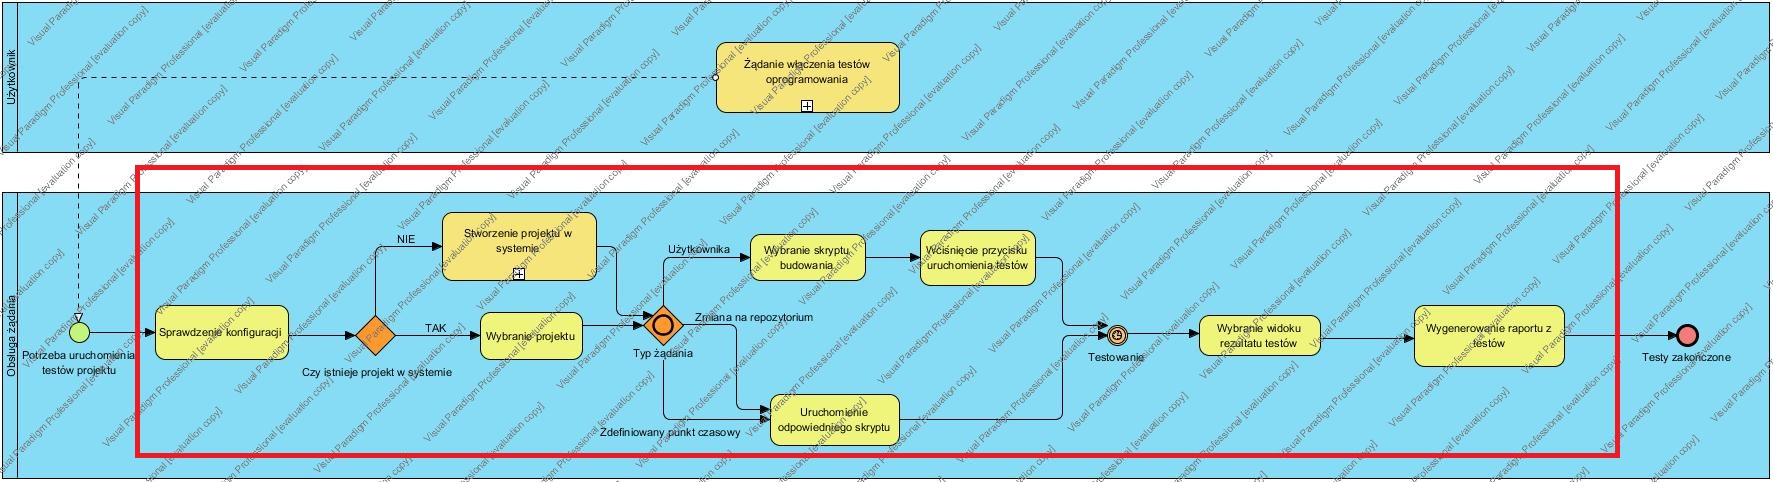 Użytkownik
Żądanie włączenia testów
oprogramowania
Obsługa żądania
Potrzeba uruchomienia
testów projektu
Sprawdzenie konfiguracji
Czy istnieje projekt w systemie
NIE
Stworzenie projektu w
systemie
TAK
Wybranie projektu
Typ żądania
Użytkownika
Wybranie skryptu
budowania
Wciśnięcie przycisku
uruchomienia testów
Zmiana na repozytorium
Zdefiniowany punkt czasowy
Uruchomienie
odpowiedniego skryptu
Testowanie
Wybranie widoku
rezultatu testów
Wygenerowanie raportu z
testów
Testy zakończone
Visual Paradigm Professional [evaluation copy]